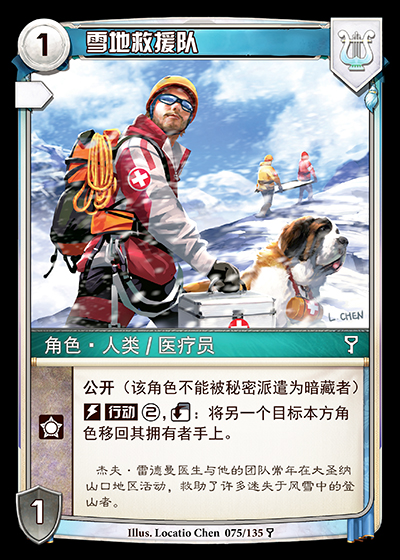 1
雪地救援队
L. CHEN
角色·人类/医疗员
公开（该角色不能被秘密派遣为暗藏者）
行动 ②，：将另一个目标本方角
色移回其拥有者手上。
杰夫·雷德曼医生与他的团队常年在大圣纳
山口地区活动，救助了许多迷失于风雪中的登
山者。
1
Illus. Locatio Chen 075/135